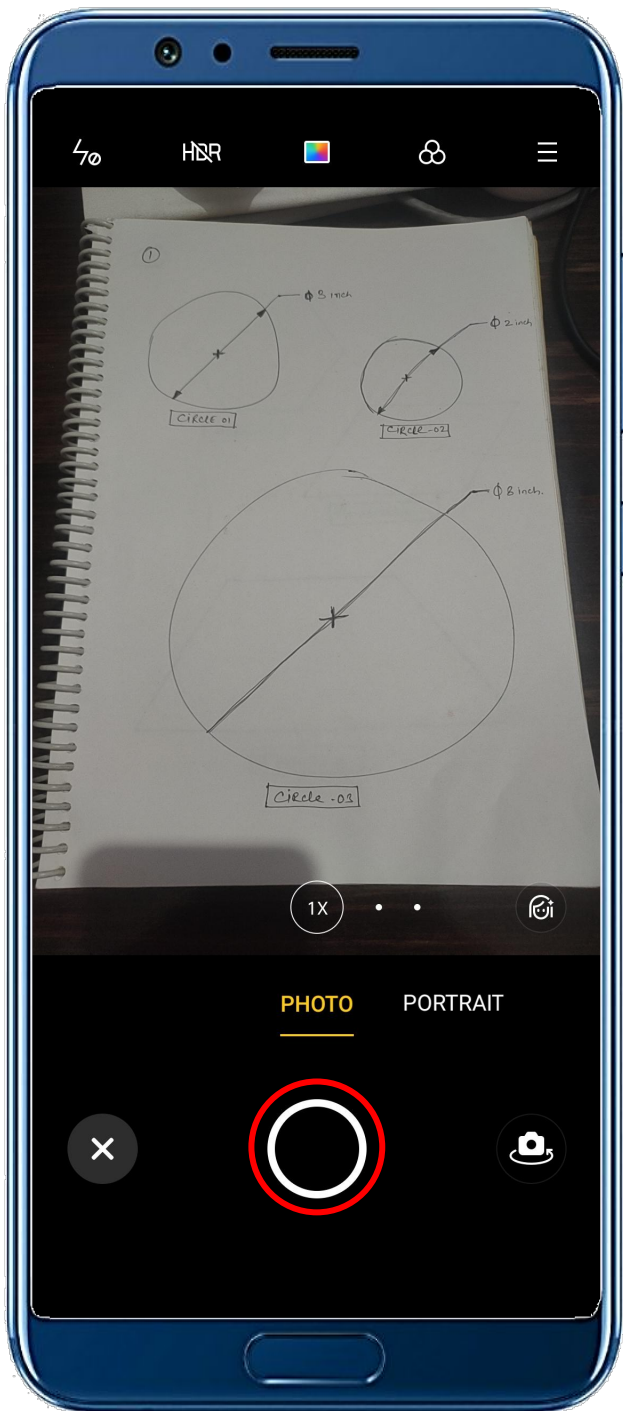 HDR
1
ϕ 3 inch
ϕ 2 inch
CIRCLE 01
CIRCLE-02
ϕ 8 inch.
CIRCLE -03
1X
PHOTO
PORTRAIT